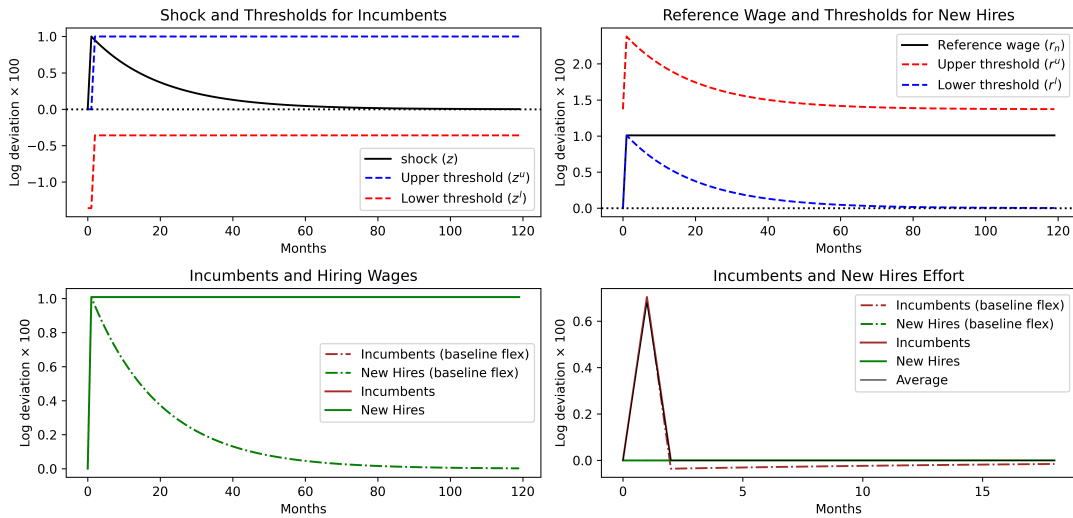 Shock and Thresholds for Incumbents
Log deviation × 100
1.0
0.5
0.0
−0.5
−1.0
shock (z)
Upper threshold (zᵘ)
Lower threshold (zˡ)
0 20 40 60 80 100 120
Months
Reference Wage and Thresholds for New Hires
Log deviation × 100
2.0
1.5
1.0
0.5
0.0
Reference wage (rₙ)
Upper threshold (rᵘ)
Lower threshold (rˡ)
0 20 40 60 80 100 120
Months
Incumbents and Hiring Wages
Log deviation × 100
1.0
0.8
0.6
0.4
0.2
0.0
Incumbents (baseline flex)
New Hires (baseline flex)
Incumbents
New Hires
0 20 40 60 80 100 120
Months
Incumbents and New Hires Effort
Log deviation × 100
0.6
0.4
0.2
0.0
Incumbents (baseline flex)
New Hires (baseline flex)
Incumbents
New Hires
Average
0 5 10 15
Months